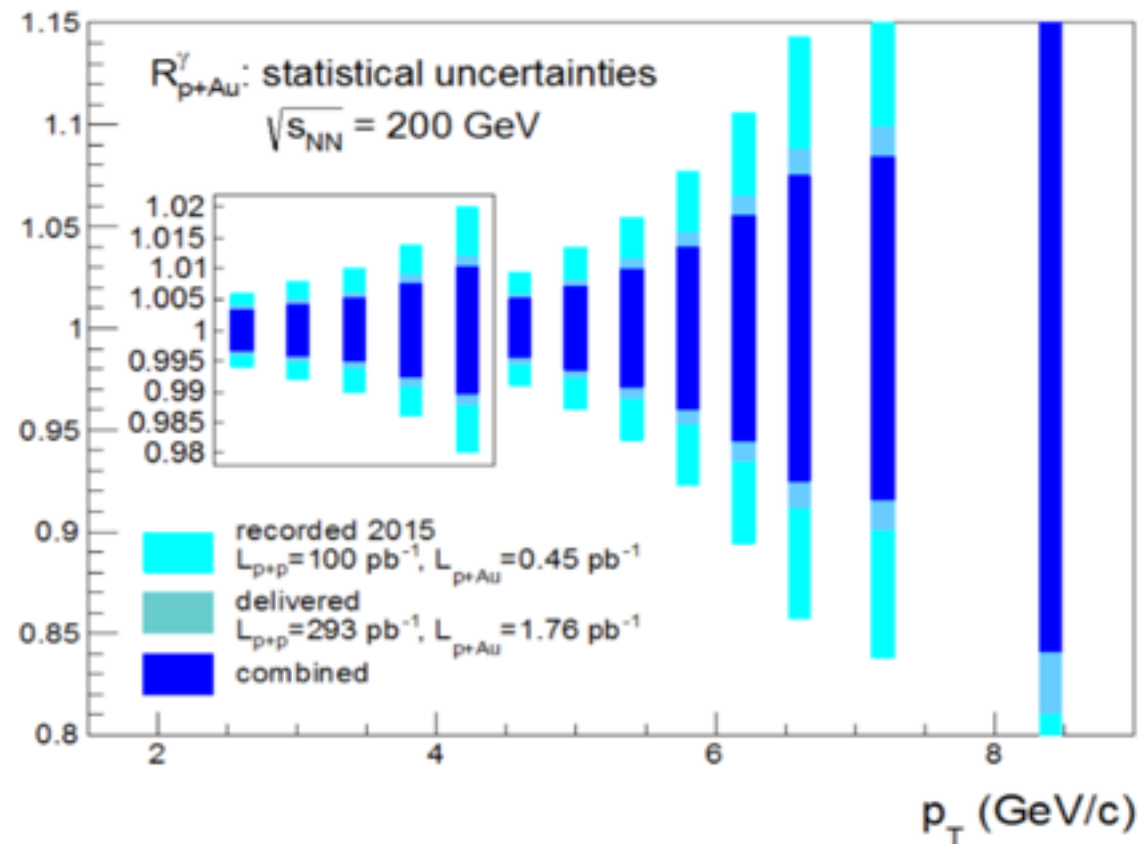 R^γ_p+Au: statistical uncertainties
√s_NN = 200 GeV
1.15
1.1
1.05
1
0.95
0.9
0.85
0.8
1.02
1.015
1.01
1.005
1
0.995
0.99
0.985
0.98
recorded 2015
L_p+p=100 pb⁻¹, L_p+Au=0.45 pb⁻¹
delivered
L_p+p=293 pb⁻¹, L_p+Au=1.76 pb⁻¹
combined
2 4 6 8
p_T (GeV/c)